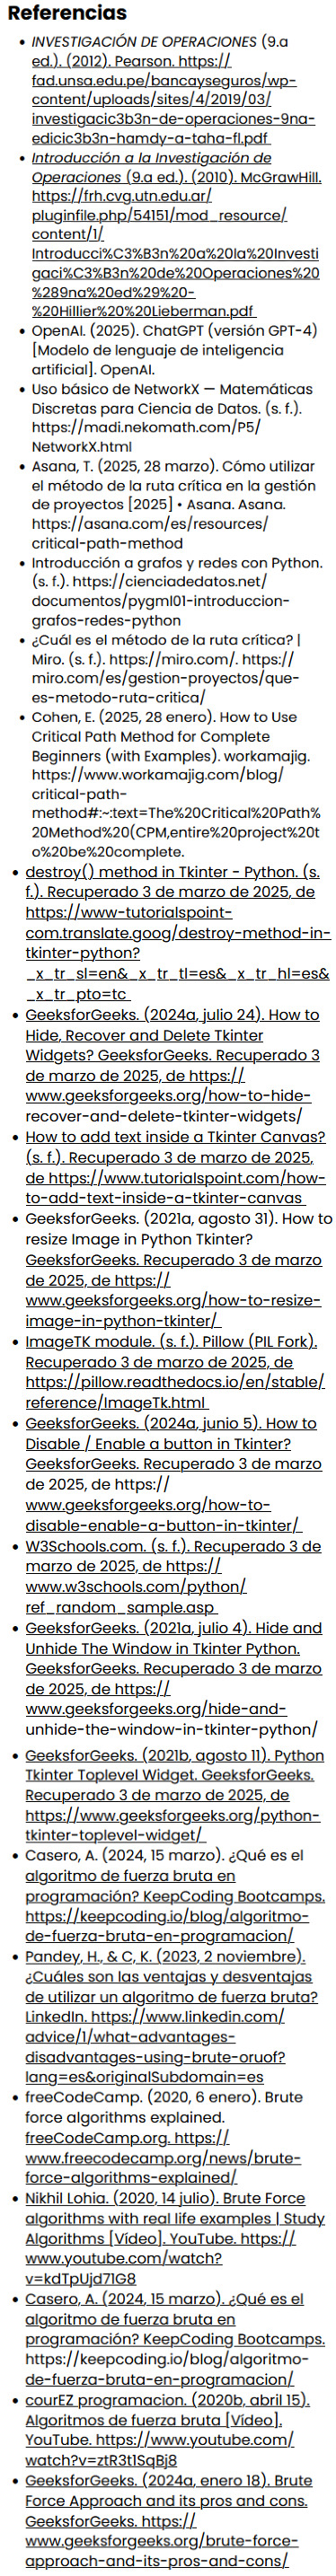 Referencias
• INVESTIGACIÓN DE OPERACIONES (9.a
ed.). (2012). Pearson. https://
fad.unsa.edu.pe/bancayseguros/wp-
content/uploads/sites/4/2019/03/
investigacic3b3n-de-operaciones-9na-
edicic3b3n-hamdy-a-taha-fl.pdf
• Introducción a la Investigación de
Operaciones (9.a ed.). (2010). McGrawHill.
https://frh.cvg.utn.edu.ar/
pluginfile.php/54151/mod_resource/
content/1/
Introducci%C3%B3n%20a%20la%20Investi
gaci%C3%B3n%20de%20Operaciones%20
%289na%20ed%29%20-
%20Hillier%20%20Lieberman.pdf
• OpenAI. (2025). ChatGPT (versión GPT-4)
[Modelo de lenguaje de inteligencia
artificial]. OpenAI.
• Uso básico de NetworkX — Matemáticas
Discretas para Ciencia de Datos. (s. f.).
https://madi.nekomath.com/P5/
NetworkX.html
• Asana, T. (2025, 28 marzo). Cómo utilizar
el método de la ruta crítica en la gestión
de proyectos [2025] • Asana. Asana.
https://asana.com/es/resources/
critical-path-method
• Introducción a grafos y redes con Python.
(s. f.). https://cienciadedatos.net/
documentos/pygml01-introduccion-
grafos-redes-python
• ¿Cuál es el método de la ruta crítica? |
Miro. (s. f.). https://miro.com/. https://
miro.com/es/gestion-proyectos/que-
es-metodo-ruta-critica/
• Cohen, E. (2025, 28 enero). How to Use
Critical Path Method for Complete
Beginners (with Examples). workamajig.
https://www.workamajig.com/blog/
critical-path-
method#:~:text=The%20Critical%20Path%
20Method%20(CPM,entire%20project%20t
o%20be%20complete.
• destroy() method in Tkinter - Python. (s.
f.). Recuperado 3 de marzo de 2025, de
https://www-tutorialspoint-
com.translate.goog/destroy-method-in-
tkinter-python?
_x_tr_sl=en&_x_tr_tl=es&_x_tr_hl=es&
_x_tr_pto=tc
• GeeksforGeeks. (2024a, julio 24). How to
Hide, Recover and Delete Tkinter
Widgets? GeeksforGeeks. Recuperado 3
de marzo de 2025, de https://
www.geeksforgeeks.org/how-to-hide-
recover-and-delete-tkinter-widgets/
• How to add text inside a Tkinter Canvas?
(s. f.). Recuperado 3 de marzo de 2025,
de https://www.tutorialspoint.com/how-
to-add-text-inside-a-tkinter-canvas
• GeeksforGeeks. (2021a, agosto 31). How to
resize Image in Python Tkinter?
GeeksforGeeks. Recuperado 3 de marzo
de 2025, de https://
www.geeksforgeeks.org/how-to-resize-
image-in-python-tkinter/
• ImageTK module. (s. f.). Pillow (PIL Fork).
Recuperado 3 de marzo de 2025, de
https://pillow.readthedocs.io/en/stable/
reference/ImageTk.html
• GeeksforGeeks. (2024a, junio 5). How to
Disable / Enable a button in Tkinter?
GeeksforGeeks. Recuperado 3 de marzo
de 2025, de https://
www.geeksforgeeks.org/how-to-
disable-enable-a-button-in-tkinter/
• W3Schools.com. (s. f.). Recuperado 3 de
marzo de 2025, de https://
www.w3schools.com/python/
ref_random_sample.asp
• GeeksforGeeks. (2021a, julio 4). Hide and
Unhide The Window in Tkinter Python.
GeeksforGeeks. Recuperado 3 de marzo
de 2025, de https://
www.geeksforgeeks.org/hide-and-
unhide-the-window-in-tkinter-python/
• GeeksforGeeks. (2021b, agosto 11). Python
Tkinter Toplevel Widget. GeeksforGeeks.
Recuperado 3 de marzo de 2025, de
https://www.geeksforgeeks.org/python-
tkinter-toplevel-widget/
• Casero, A. (2024, 15 marzo). ¿Qué es el
algoritmo de fuerza bruta en
programación? KeepCoding Bootcamps.
https://keepcoding.io/blog/algoritmo-
de-fuerza-bruta-en-programacion/
• Pandey, H., & C, K. (2023, 2 noviembre).
¿Cuáles son las ventajas y desventajas
de utilizar un algoritmo de fuerza bruta?
LinkedIn. https://www.linkedin.com/
advice/1/what-advantages-
disadvantages-using-brute-oruof?
lang=es&originalSubdomain=es
• freeCodeCamp. (2020, 6 enero). Brute
force algorithms explained.
freeCodeCamp.org. https://
www.freecodecamp.org/news/brute-
force-algorithms-explained/
• Nikhil Lohia. (2020, 14 julio). Brute Force
algorithms with real life examples | Study
Algorithms [Vídeo]. YouTube. https://
www.youtube.com/watch?
v=kdTpUjd71G8
• Casero, A. (2024, 15 marzo). ¿Qué es el
algoritmo de fuerza bruta en
programación? KeepCoding Bootcamps.
https://keepcoding.io/blog/algoritmo-
de-fuerza-bruta-en-programacion/
• courEZ programacion. (2020b, abril 15).
Algoritmos de fuerza bruta [Vídeo].
YouTube. https://www.youtube.com/
watch?v=ztR3t1SqBj8
• GeeksforGeeks. (2024a, enero 18). Brute
Force Approach and its pros and cons.
GeeksforGeeks. https://
www.geeksforgeeks.org/brute-force-
approach-and-its-pros-and-cons/